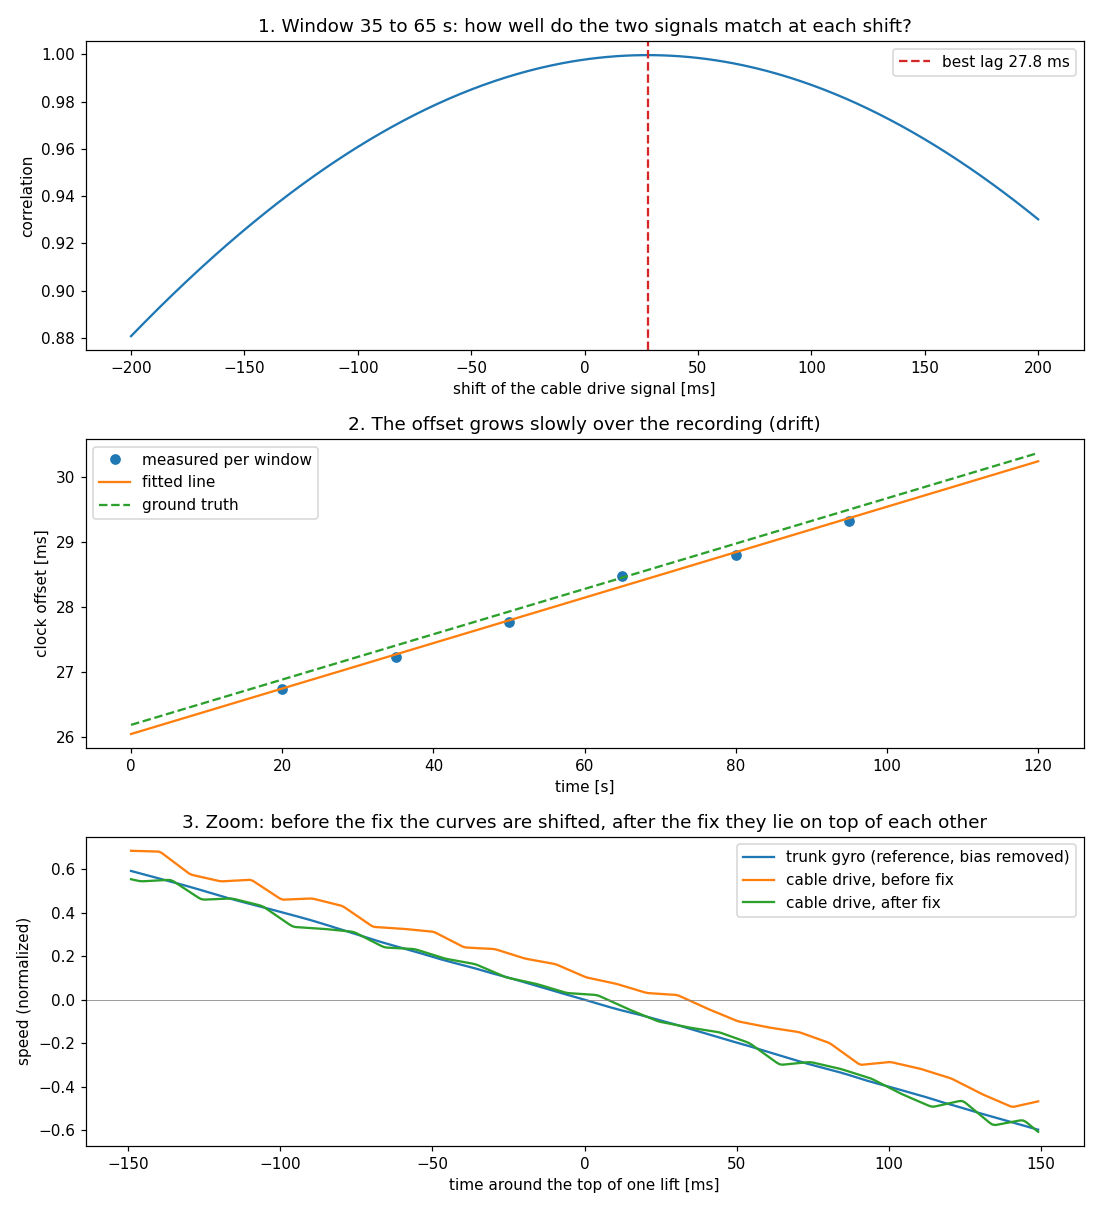 1. Window 35 to 65 s: how well do the two signals match at each shift?
1.00
0.98
0.96
0.94
0.92
0.90
0.88
correlation
best lag 27.8 ms
−200
−150
−100
−50
0
50
100
150
200
shift of the cable drive signal [ms]
2. The offset grows slowly over the recording (drift)
30
29
28
27
26
clock offset [ms]
measured per window
fitted line
ground truth
0
20
40
60
80
100
120
time [s]
3. Zoom: before the fix the curves are shifted, after the fix they lie on top of each other
0.6
0.4
0.2
0.0
−0.2
−0.4
−0.6
speed (normalized)
trunk gyro (reference, bias removed)
cable drive, before fix
cable drive, after fix
−150
−100
−50
0
50
100
150
time around the top of one lift [ms]